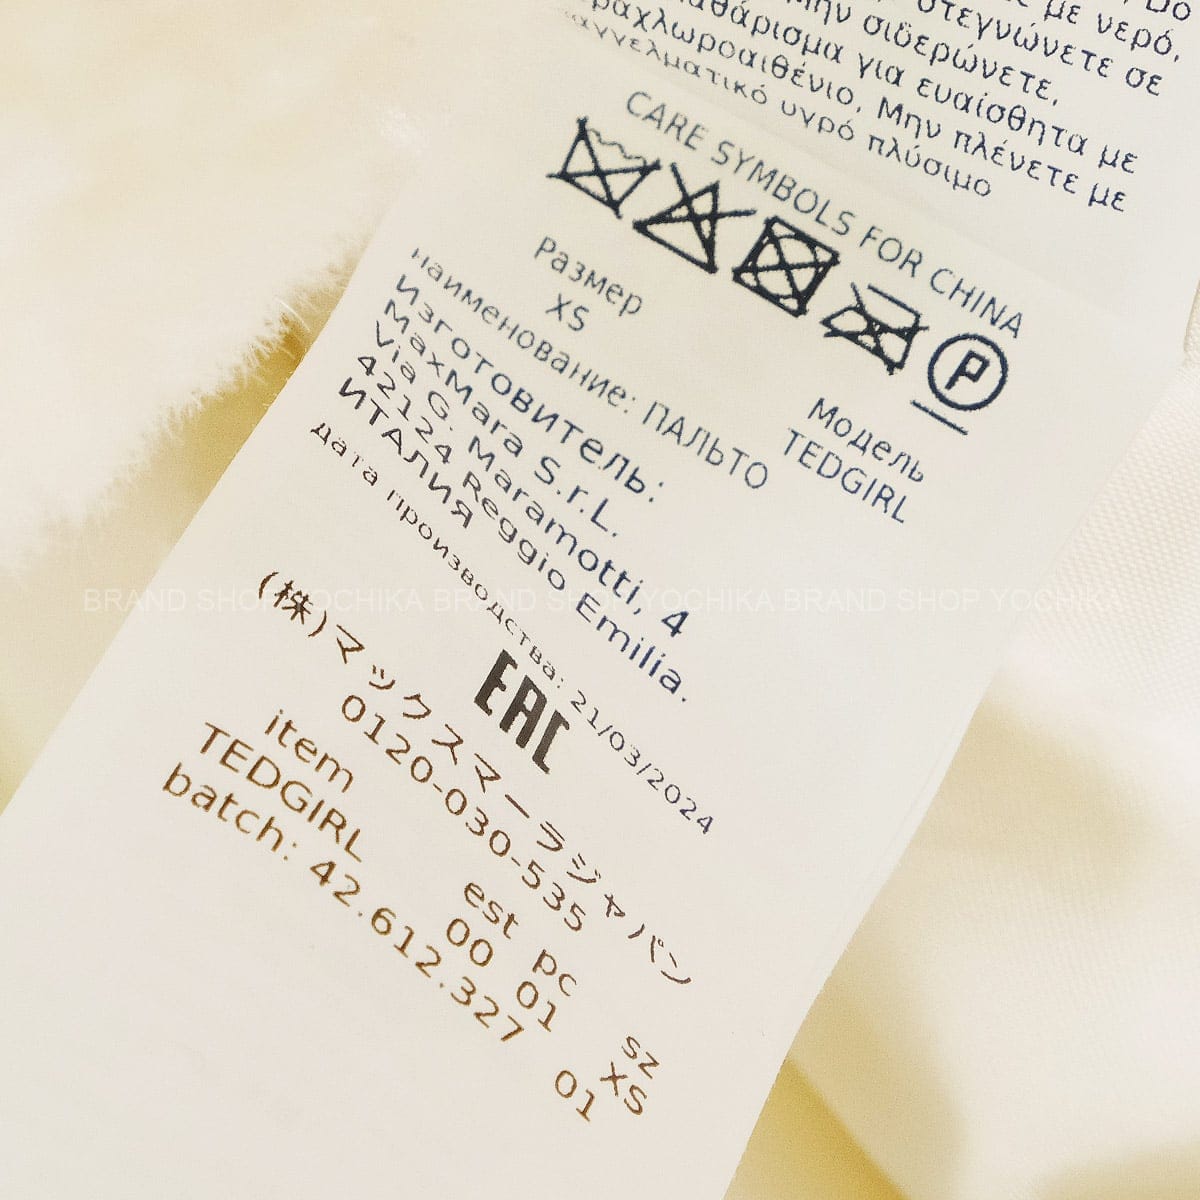 με νερό,
στεγνώνετε σε
Μην σιδερώνετε,
καθάρισμα για ευαίσθητα με
Μην πλένετε με
υγρό πλύσιμο
CARE SYMBOLS FOR CHINA
P
Размер
XS
Модель
TEDGIRL
наименование: ПАЛЬТО
Изготовитель:
MaxMara S.r.L.
Via G. Maramotti, 4
42124 Reggio Emilia.
ИТАЛИЯ
дата производства: 21/03/2024
EAC
(株)マックスマーラジャパン
0120-030-535
item est pc sz
TEDGIRL 00 01 XS
batch: 42.612.327 01
BRAND SHOP YOCHIKA BRAND SHOP YOCHIKA BRAND SHOP YOCHIKA